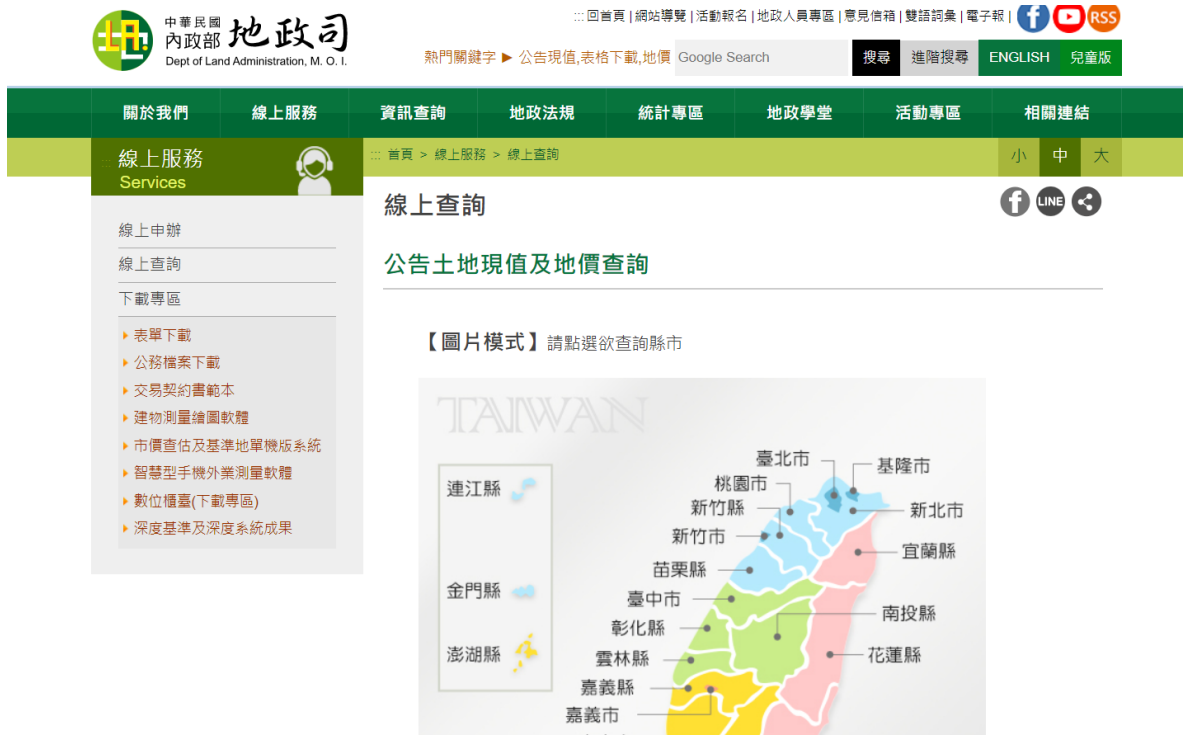 中華民國
內政部 地政司
Dept of Land Administration, M. O. I.
::: 回首頁 | 網站導覽 | 活動報名 | 地政人員專區 | 意見信箱 | 雙語詞彙 | 電子報 | f RSS
熱門關鍵字 ► 公告現值,表格下載,地價 Google Search 搜尋 進階搜尋 ENGLISH 兒童版
關於我們 線上服務 資訊查詢 地政法規 統計專區 地政學堂 活動專區 相關連結
::: 線上服務
Services
線上申辦
線上查詢
下載專區
表單下載
公務檔案下載
交易契約書範本
建物測量繪圖軟體
市價查估及基準地單機版系統
智慧型手機外業測量軟體
數位櫃臺(下載專區)
深度基準及深度系統成果
::: 首頁 > 線上服務 > 線上查詢
小 中 大
線上查詢
f LINE
公告土地現值及地價查詢
【圖片模式】請點選欲查詢縣市
TAIWAN
連江縣
金門縣
澎湖縣
臺北市
基隆市
桃園市
新竹縣
新北市
新竹市
宜蘭縣
苗栗縣
臺中市
南投縣
彰化縣
花蓮縣
雲林縣
嘉義縣
嘉義市